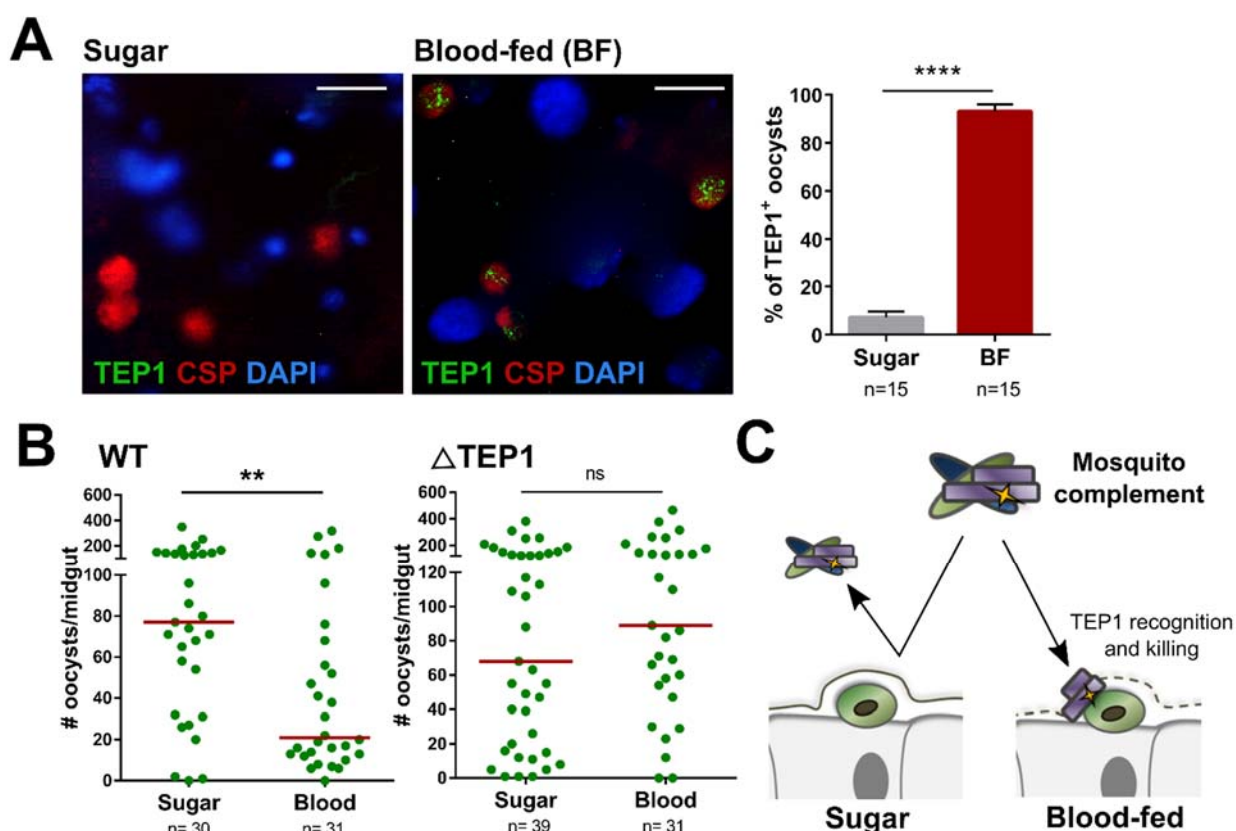 A
Sugar
Blood-fed (BF)
TEP1 CSP DAPI
TEP1 CSP DAPI
****
% of TEP1+ oocysts
100
80
60
40
20
0
Sugar
BF
n=15
n=15
B
WT
**
# oocysts/midgut
600
400
200
100
80
60
40
20
0
Sugar
Blood
n= 30
n= 31
△TEP1
ns
# oocysts/midgut
600
400
200
120
100
80
60
40
20
0
Sugar
Blood
n= 39
n= 31
C
Mosquito
complement
TEP1 recognition
and killing
Sugar
Blood-fed